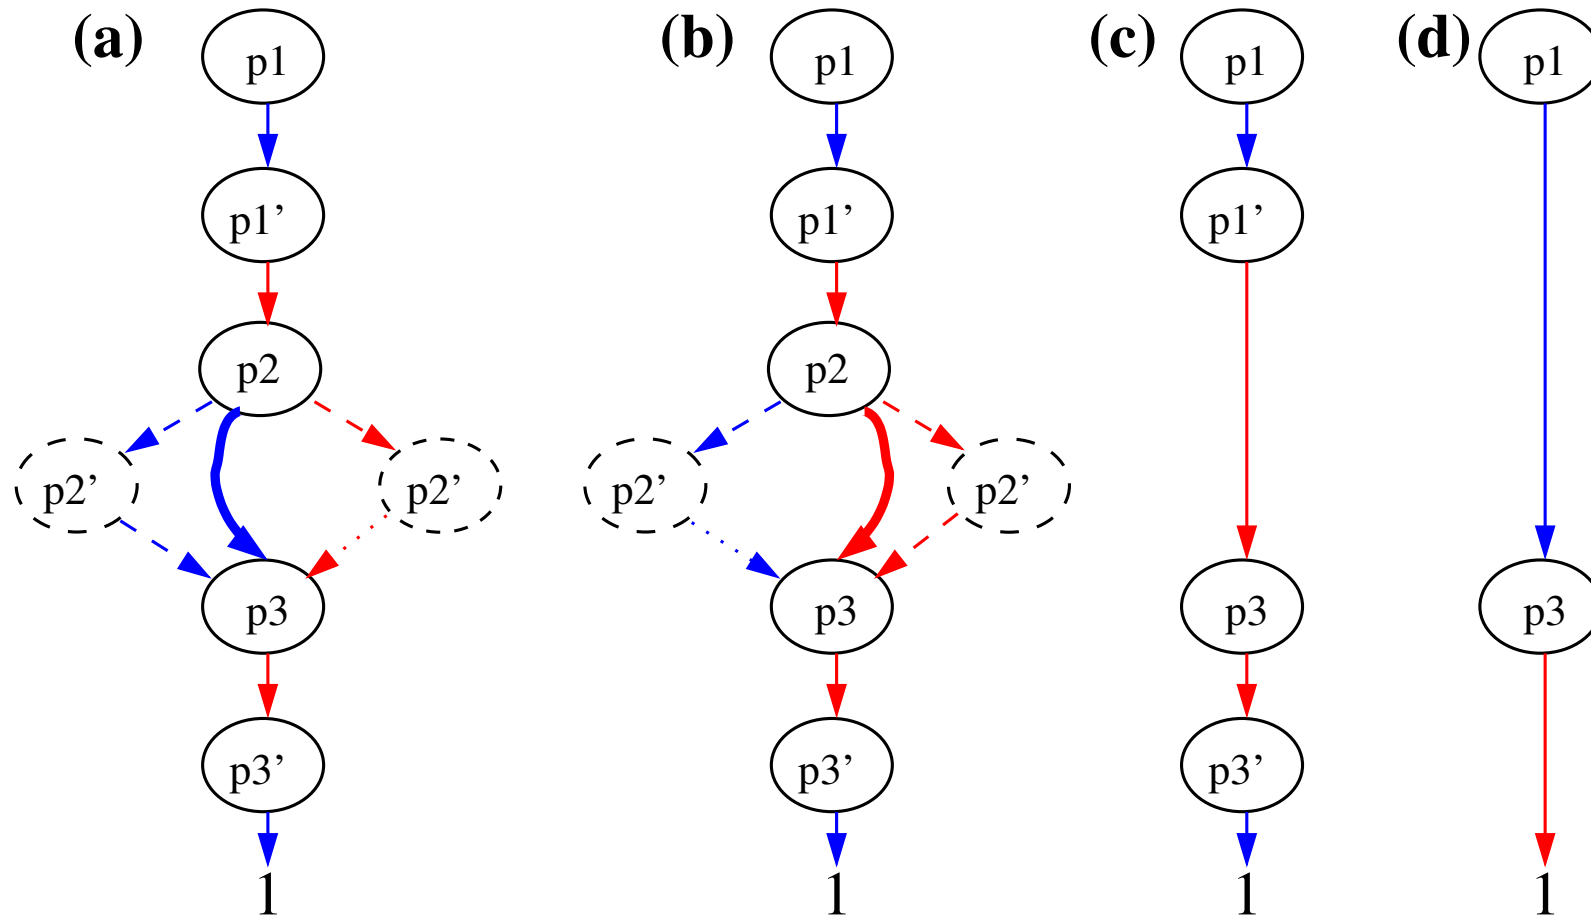 (a) p1 (b) p1 (c) p1 (d) p1
p1’ p1’ p1’
p2 p2
p2’ p2’ p2’ p2’
p3 p3 p3 p3
p3’ p3’ p3’
1 1 1 1